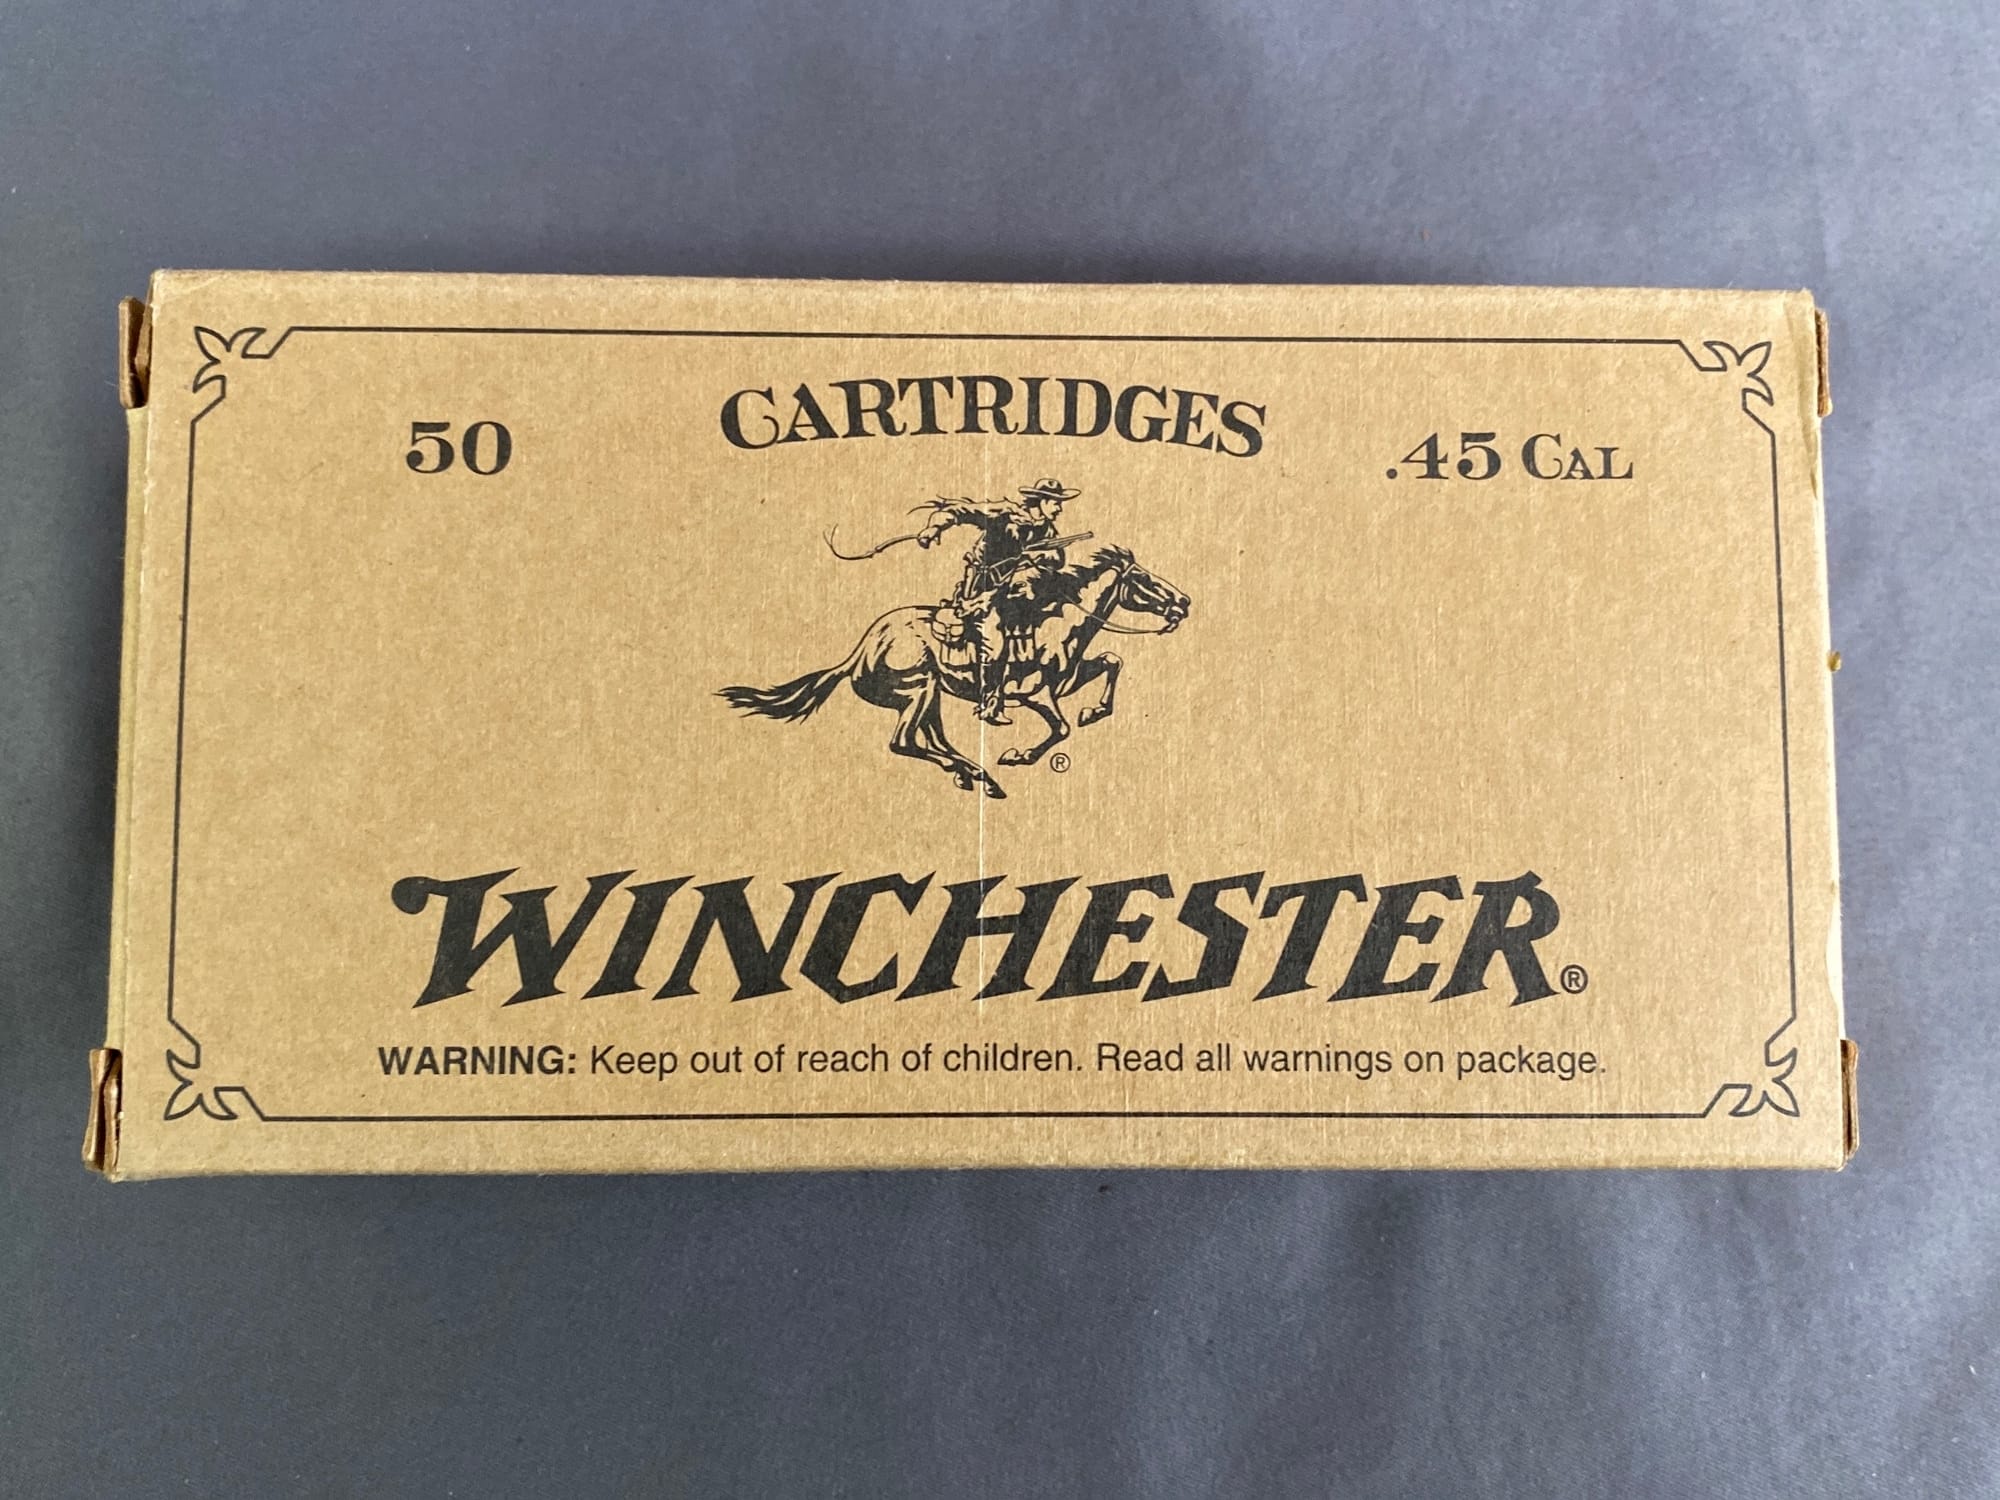 CARTRIDGES
50
.45 CAL
®
WINCHESTER®
WARNING: Keep out of reach of children. Read all warnings on package.